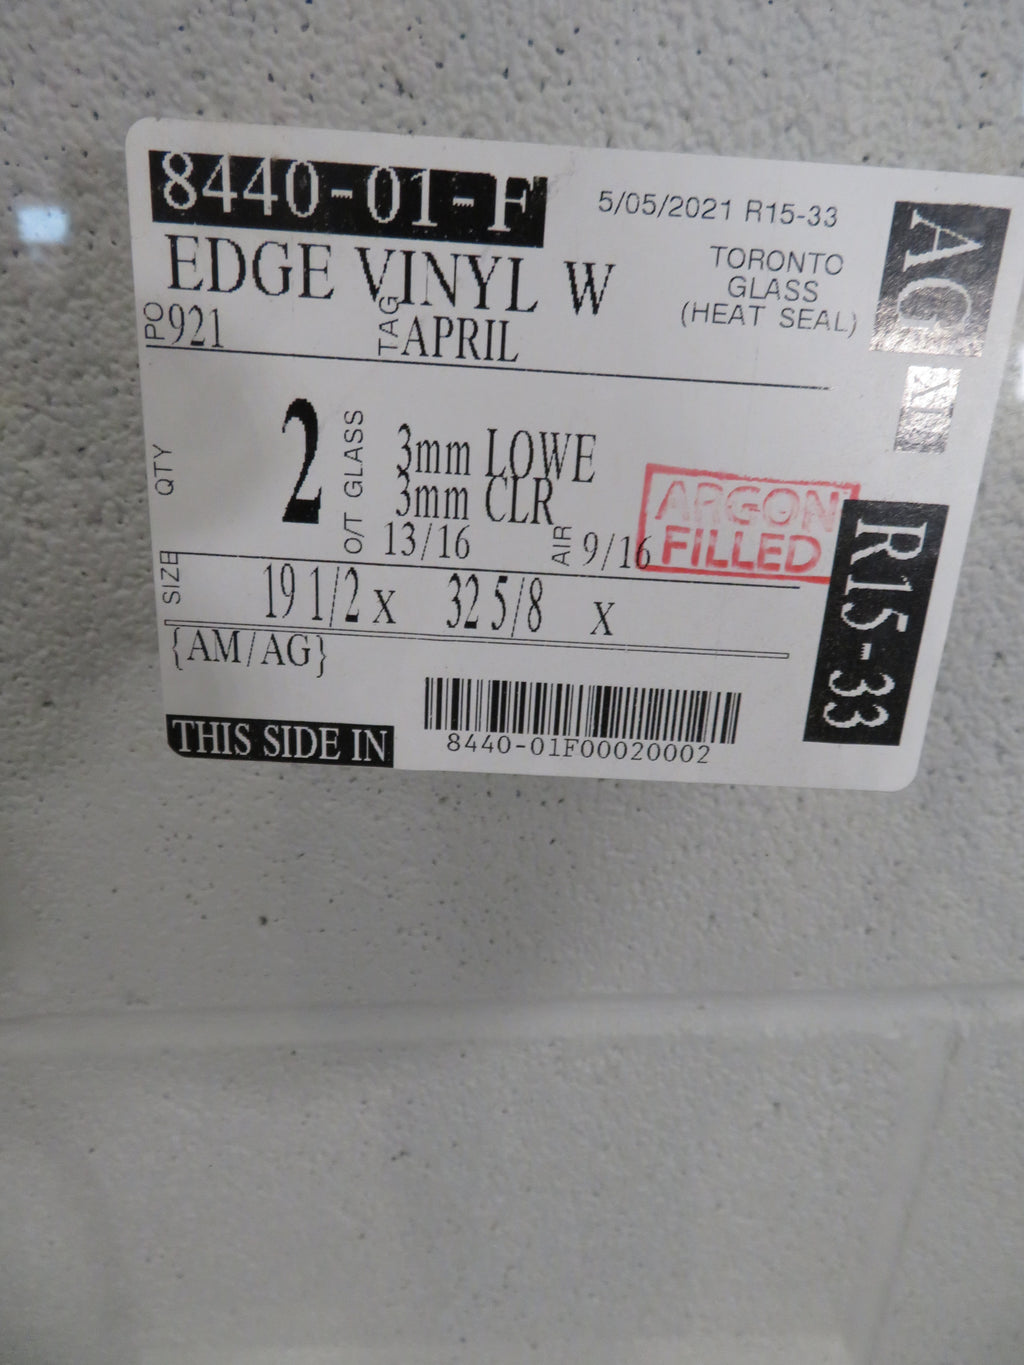 8440-01-F
5/05/2021 R15-33
EDGE VINYL W
TORONTO
GLASS
(HEAT SEAL)
AG
PO 921
TAG APRIL
QTY 2
O/T GLASS
3mm LOWE
3mm CLR
13/16
AIR 9/16
ARGON
FILLED
R15-33
SIZE 19 1/2 x 32 5/8 x
{AM/AG}
THIS SIDE IN
8440-01F00020002